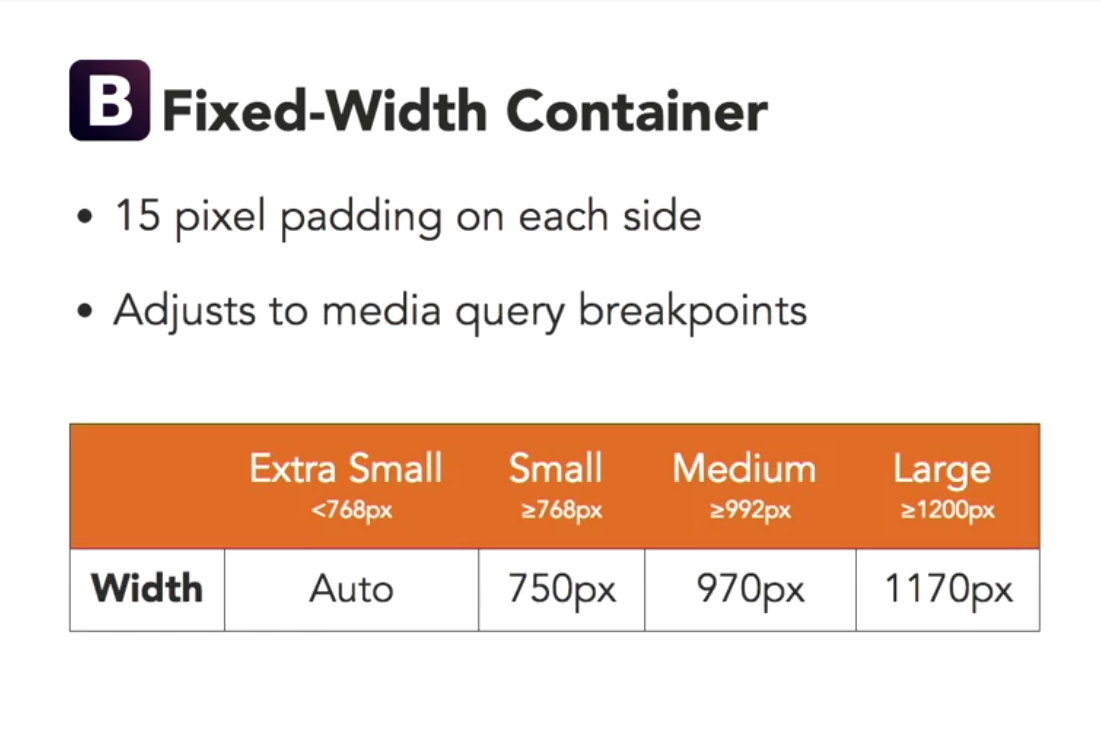 B Fixed-Width Container
• 15 pixel padding on each side
• Adjusts to media query breakpoints
Extra Small Small Medium Large
<768px ≥768px ≥992px ≥1200px
Width Auto 750px 970px 1170px